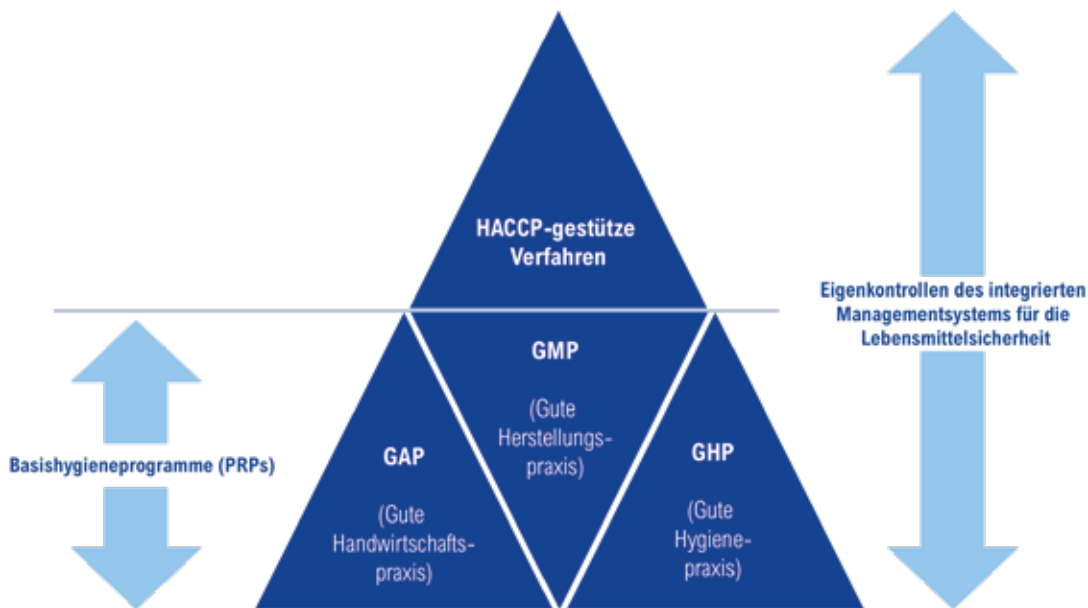 HACCP-gestütze
Verfahren
Eigenkontrollen des integrierten
Managementsystems für die
Lebensmittelsicherheit
GMP
(Gute
Herstellungs-
praxis)
Basishygieneprogramme (PRPs)
GAP
(Gute
Handwirtschafts-
praxis)
GHP
(Gute
Hygiene-
praxis)